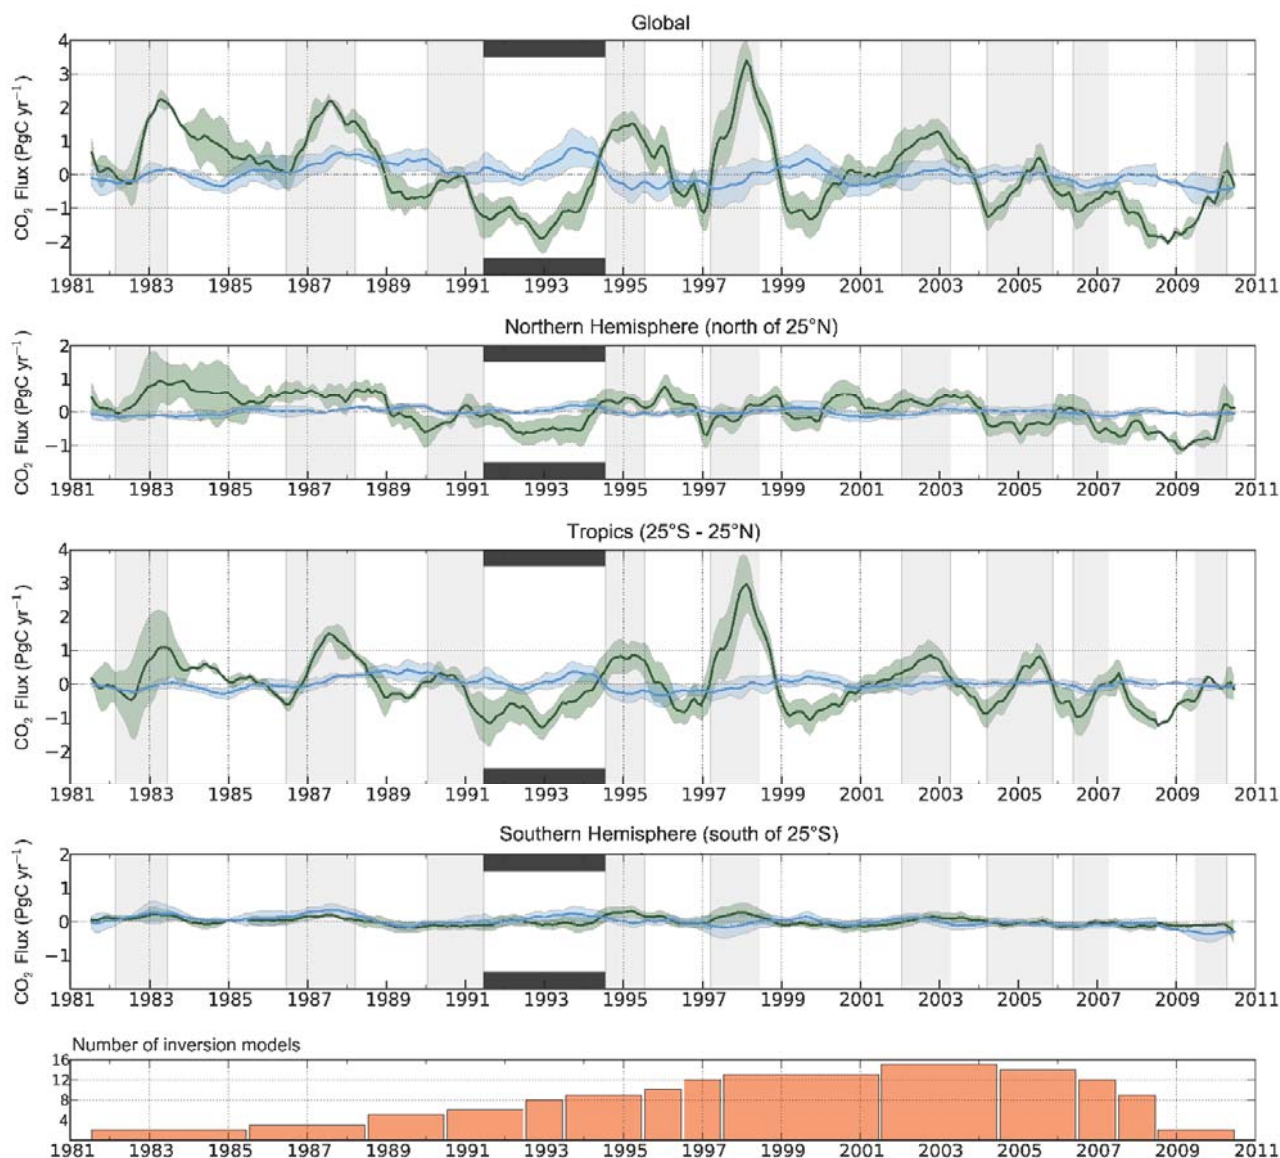 Global
CO₂ Flux (PgC yr⁻¹)
4
3
2
1
0
−1
−2
1981 1983 1985 1987 1989 1991 1993 1995 1997 1999 2001 2003 2005 2007 2009 2011
Northern Hemisphere (north of 25°N)
CO₂ Flux (PgC yr⁻¹)
2
1
0
−1
1981 1983 1985 1987 1989 1991 1993 1995 1997 1999 2001 2003 2005 2007 2009 2011
Tropics (25°S - 25°N)
CO₂ Flux (PgC yr⁻¹)
4
3
2
1
0
−1
−2
1981 1983 1985 1987 1989 1991 1993 1995 1997 1999 2001 2003 2005 2007 2009 2011
Southern Hemisphere (south of 25°S)
CO₂ Flux (PgC yr⁻¹)
2
1
0
−1
1981 1983 1985 1987 1989 1991 1993 1995 1997 1999 2001 2003 2005 2007 2009 2011
Number of inversion models
16
12
8
4
1981 1983 1985 1987 1989 1991 1993 1995 1997 1999 2001 2003 2005 2007 2009 2011